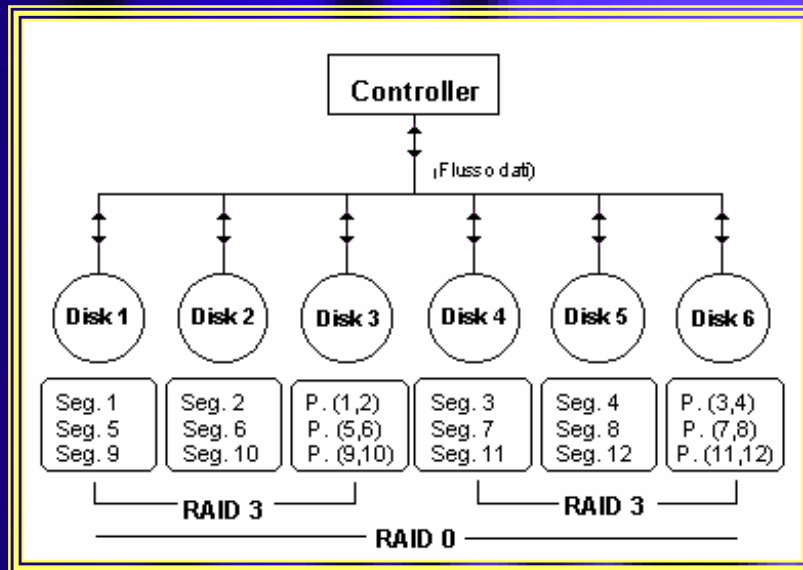 Controller
(Flusso dati)
Disk 1 Disk 2 Disk 3 Disk 4 Disk 5 Disk 6
Seg. 1 Seg. 2 P. (1,2) Seg. 3 Seg. 4 P. (3,4)
Seg. 5 Seg. 6 P. (5,6) Seg. 7 Seg. 8 P. (7,8)
Seg. 9 Seg. 10 P. (9,10) Seg. 11 Seg. 12 P. (11,12)
RAID 3 RAID 3
RAID 0